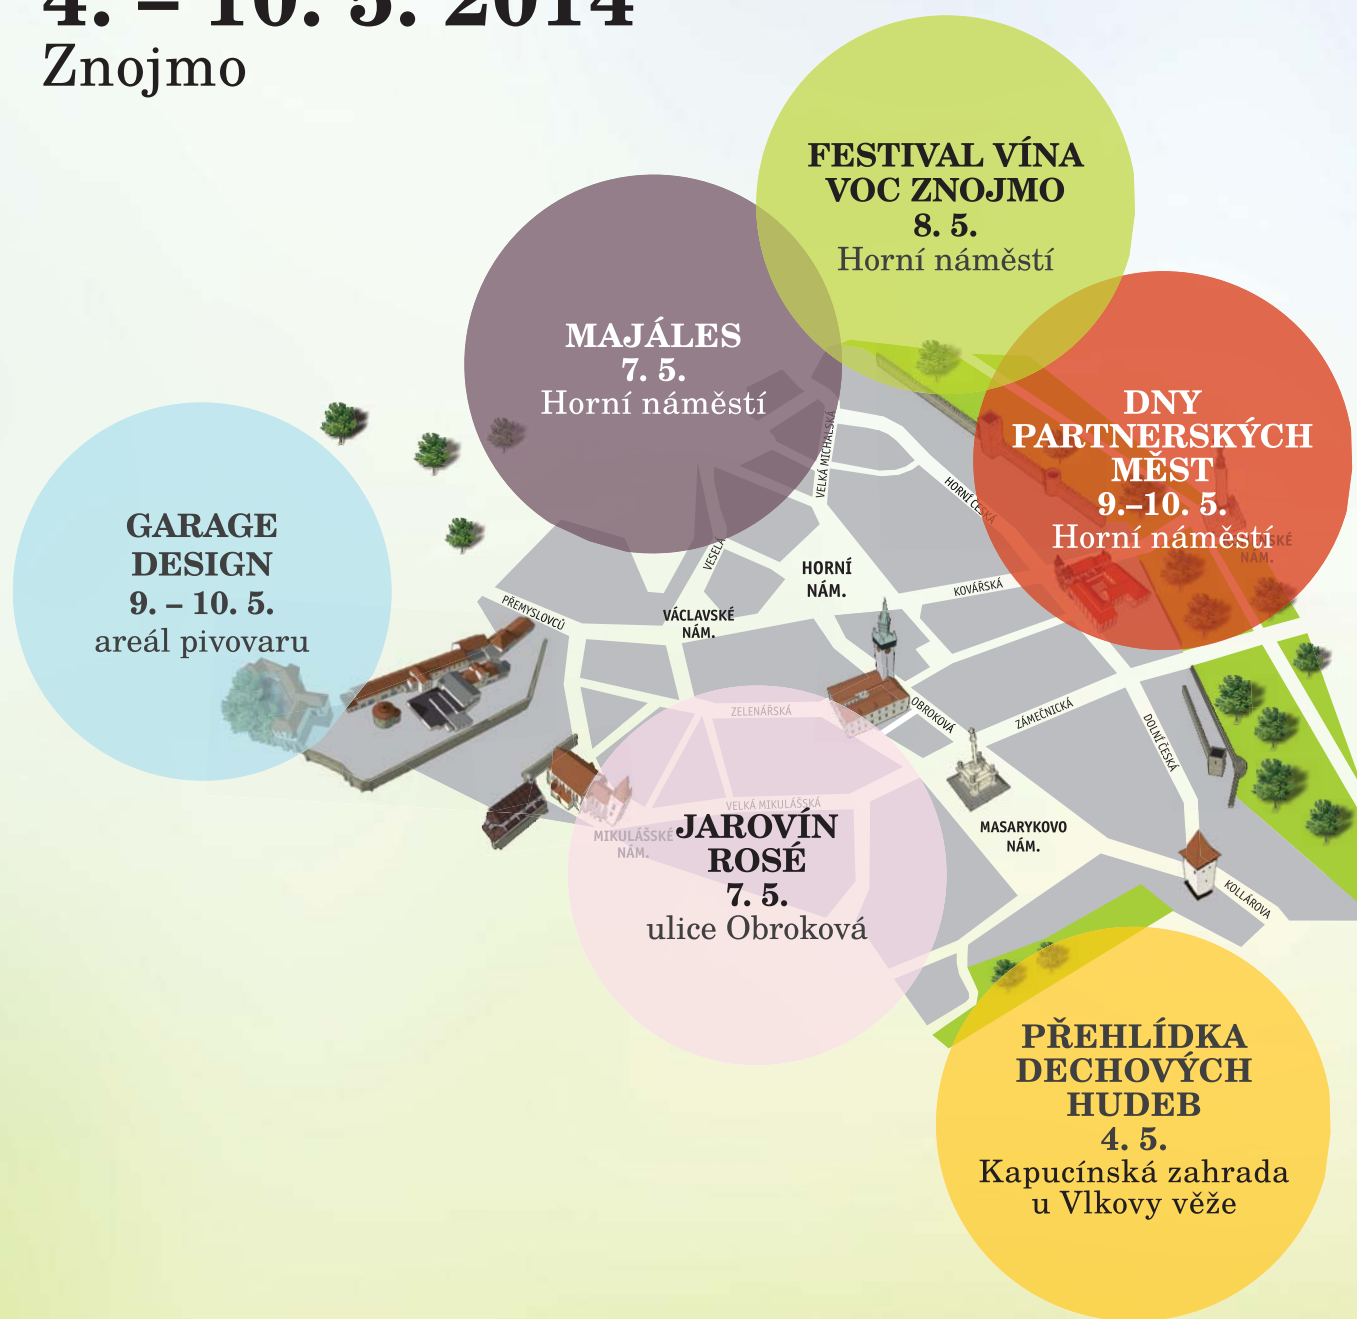 4. – 10. 5. 2014
Znojmo
FESTIVAL VÍNA
VOC ZNOJMO
8. 5.
Horní náměstí
MAJÁLES
7. 5.
Horní náměstí
DNY
PARTNERSKÝCH
MĚST
9.–10. 5.
Horní náměstí
GARAGE
DESIGN
9. – 10. 5.
areál pivovaru
VELKÁ MICHALSKÁ
HORNÍ ČESKÁ
NÁM.
VESELÁ
HORNÍ
NÁM.
KOVÁŘSKÁ
PŘEMYSLOVCŮ
VÁCLAVSKÉ
NÁM.
ZELENÁŘSKÁ
OBROKOVÁ
ZÁMEČNICKÁ
DOLNÍ ČESKÁ
VELKÁ MIKULÁŠSKÁ
MIKULÁŠSKÉ
NÁM.
MASARYKOVO
NÁM.
KOLLÁROVA
JAROVÍN
ROSÉ
7. 5.
ulice Obroková
PŘEHLÍDKA
DECHOVÝCH
HUDEB
4. 5.
Kapucínská zahrada
u Vlkovy věže